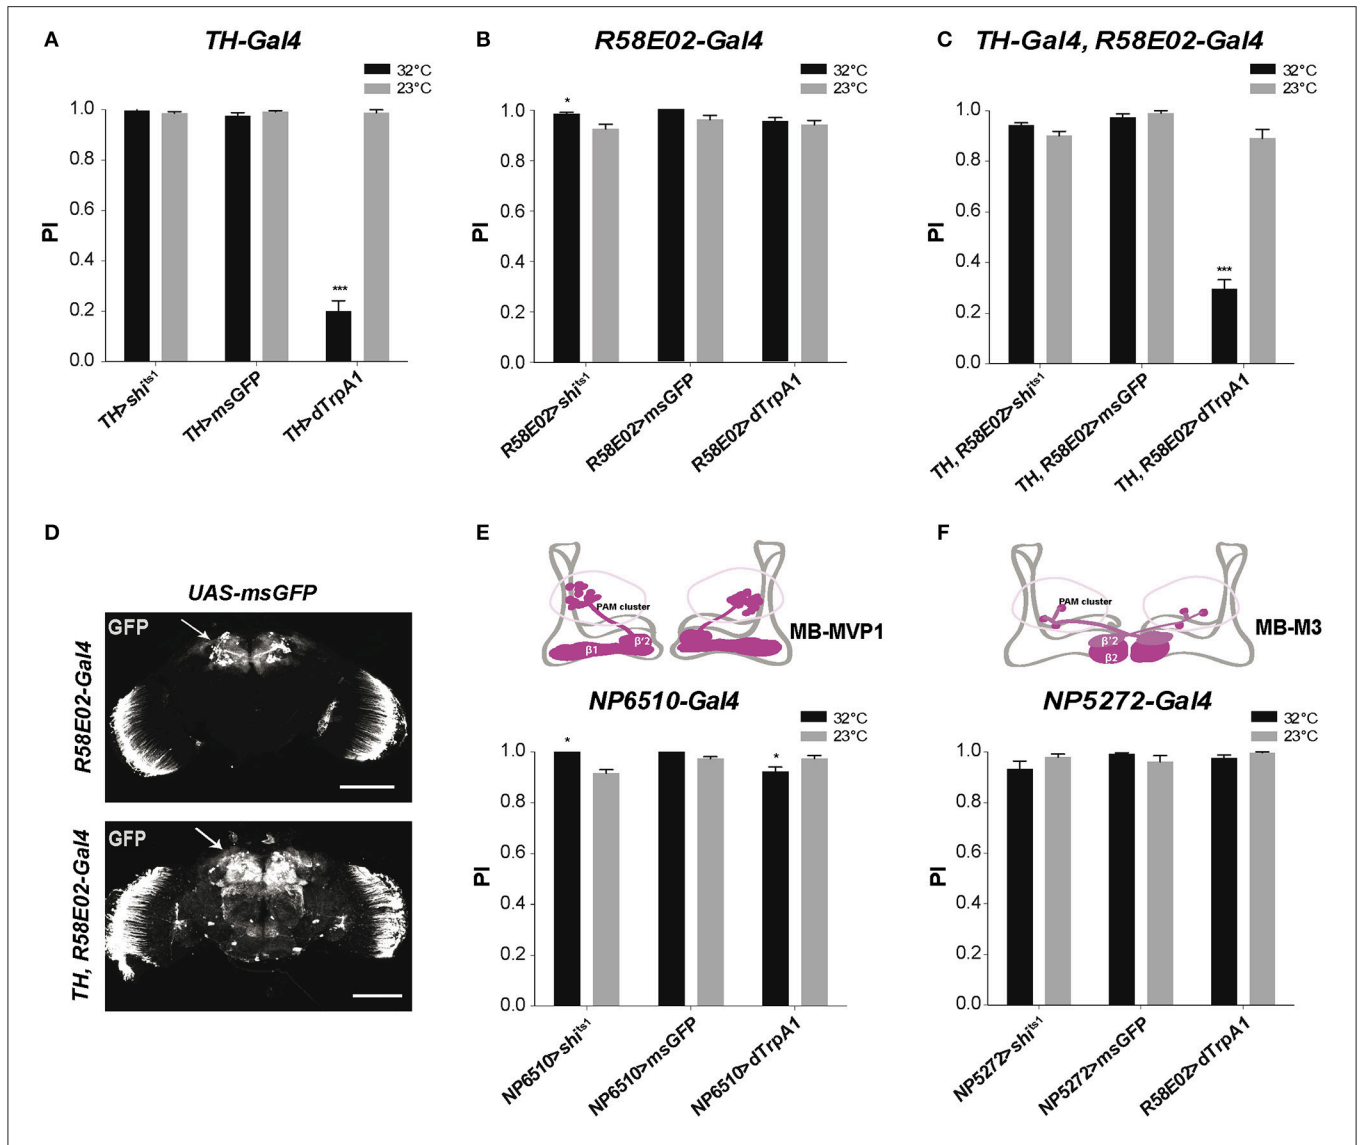 A
TH-Gal4
32°C
23°C
PI
1.0
0.8
0.6
0.4
0.2
0.0
***
TH>shi^ts1
TH>msGFP
TH>dTrpA1
B
R58E02-Gal4
32°C
23°C
PI
1.0
0.8
0.6
0.4
0.2
0.0
*
R58E02>shi^ts1
R58E02>msGFP
R58E02>dTrpA1
C
TH-Gal4, R58E02-Gal4
32°C
23°C
PI
1.0
0.8
0.6
0.4
0.2
0.0
***
TH, R58E02>shi^ts1
TH, R58E02>msGFP
TH, R58E02>dTrpA1
D
UAS-msGFP
R58E02-Gal4
GFP
TH, R58E02-Gal4
GFP
E
PAM cluster
β'2
β1
MB-MVP1
NP6510-Gal4
32°C
23°C
PI
1.0
0.8
0.6
0.4
0.2
0.0
*
*
NP6510>shi^ts1
NP6510>msGFP
NP6510>dTrpA1
F
PAM cluster
β'2
β2
MB-M3
NP5272-Gal4
32°C
23°C
PI
1.0
0.8
0.6
0.4
0.2
0.0
NP5272>shi^ts1
NP5272>msGFP
R58E02>dTrpA1